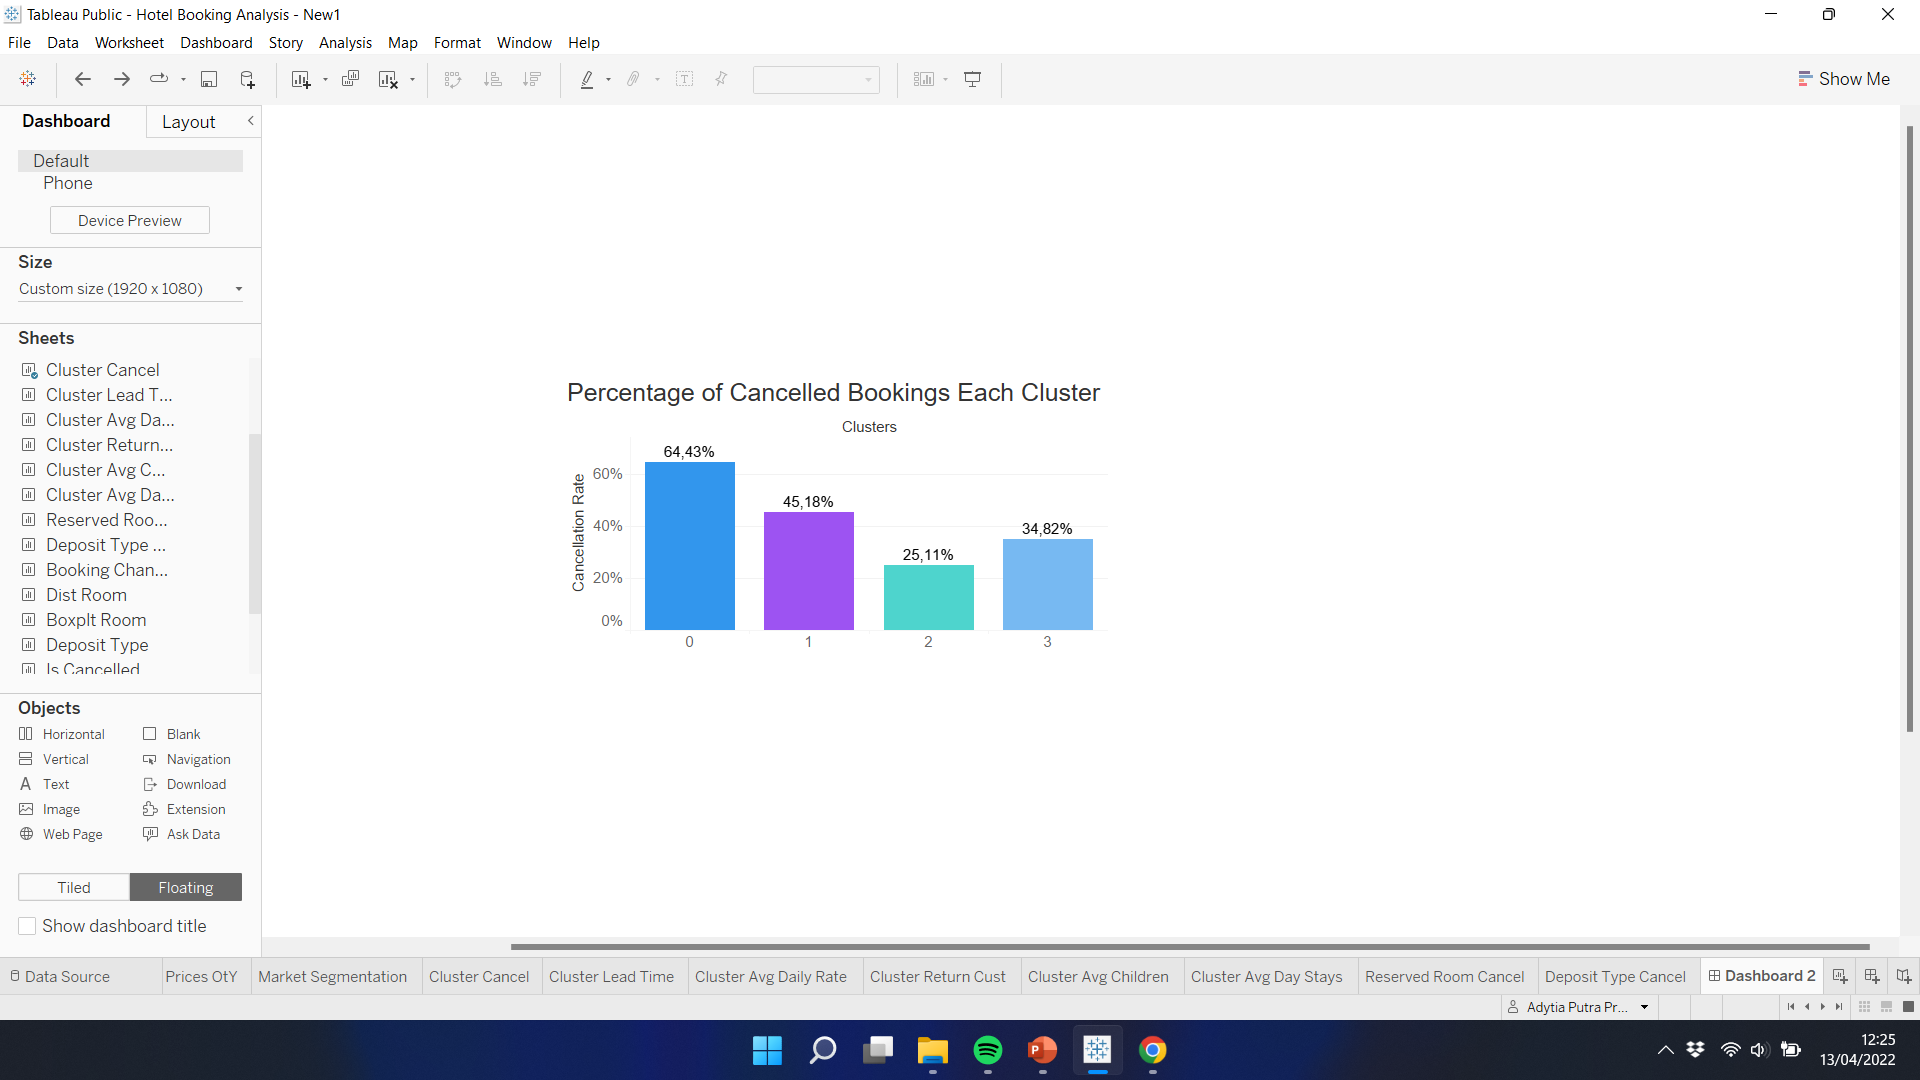 Tableau Public - Hotel Booking Analysis - New1
File Data Worksheet Dashboard Story Analysis Map Format Window Help
Show Me
Dashboard Layout
Default
Phone
Device Preview
Size
Custom size (1920 x 1080)
Sheets
Cluster Cancel
Cluster Lead T...
Cluster Avg Da...
Cluster Return...
Cluster Avg C...
Cluster Avg Da...
Reserved Roo...
Deposit Type ...
Booking Chan...
Dist Room
Boxplt Room
Deposit Type
Is Cancelled
Objects
Horizontal Blank
Vertical Navigation
Text Download
Image Extension
Web Page Ask Data
Tiled Floating
Show dashboard title
Percentage of Cancelled Bookings Each Cluster
Clusters
Cancellation Rate
60%
40%
20%
0%
64,43%
45,18%
25,11%
34,82%
0 1 2 3
Data Source Prices OtY Market Segmentation Cluster Cancel Cluster Lead Time Cluster Avg Daily Rate Cluster Return Cust Cluster Avg Children Cluster Avg Day Stays Reserved Room Cancel Deposit Type Cancel Dashboard 2
Adytia Putra Pr...
12:25
13/04/2022